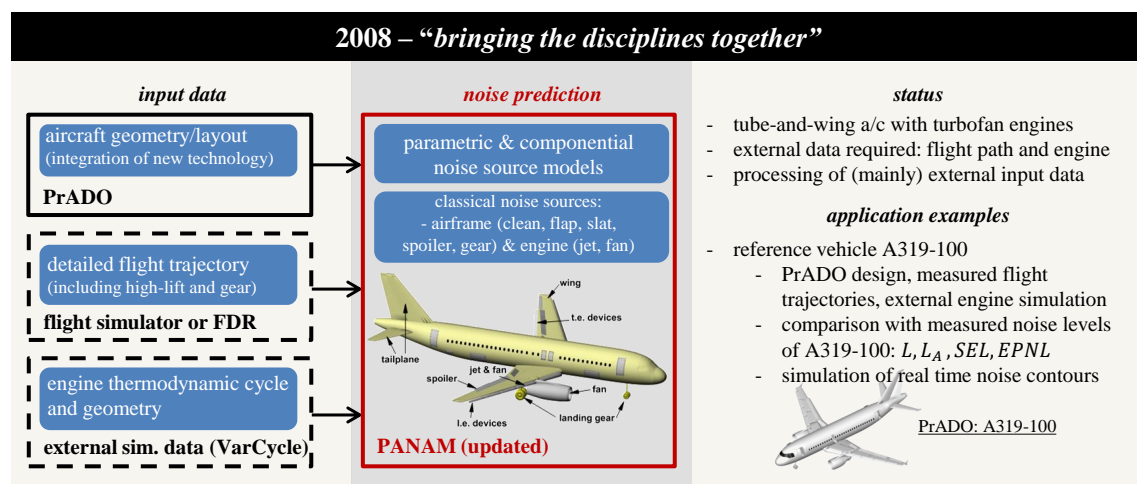 2008 – “bringing the disciplines together”
input data
aircraft geometry/layout
(integration of new technology)
PrADO
detailed flight trajectory
(including high-lift and gear)
flight simulator or FDR
engine thermodynamic cycle
and geometry
external sim. data (VarCycle)
noise prediction
parametric & componential
noise source models
classical noise sources:
- airframe (clean, flap, slat,
spoiler, gear) & engine (jet, fan)
wing
t.e. devices
tailplane
jet & fan
spoiler
fan
landing gear
l.e. devices
PANAM (updated)
status
- tube-and-wing a/c with turbofan engines
- external data required: flight path and engine
- processing of (mainly) external input data
application examples
- reference vehicle A319-100
- PrADO design, measured flight
trajectories, external engine simulation
- comparison with measured noise levels
of A319-100: L, L_A, SEL, EPNL
- simulation of real time noise contours
PrADO: A319-100